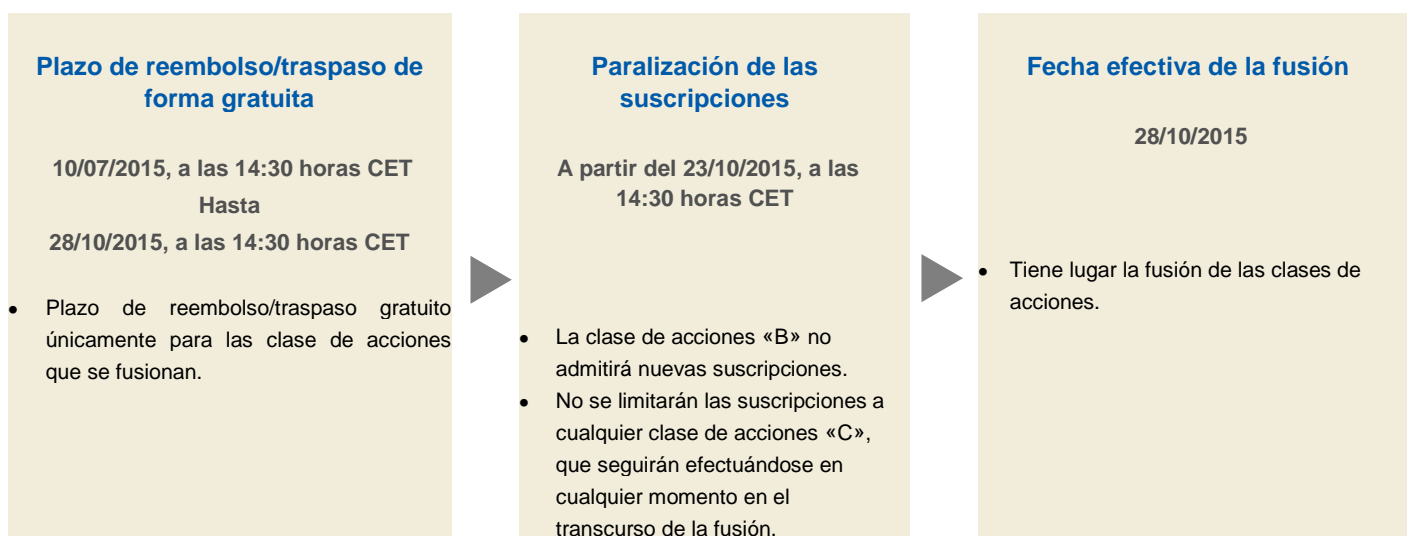 Plazo de reembolso/traspaso de
forma gratuita
10/07/2015, a las 14:30 horas CET
Hasta
28/10/2015, a las 14:30 horas CET
• Plazo de reembolso/traspaso gratuito
únicamente para las clase de acciones
que se fusionan.
Paralización de las
suscripciones
A partir del 23/10/2015, a las
14:30 horas CET
• La clase de acciones «B» no
admitirá nuevas suscripciones.
• No se limitarán las suscripciones a
cualquier clase de acciones «C»,
que seguirán efectuándose en
cualquier momento en el
transcurso de la fusión.
Fecha efectiva de la fusión
28/10/2015
• Tiene lugar la fusión de las clases de
acciones.